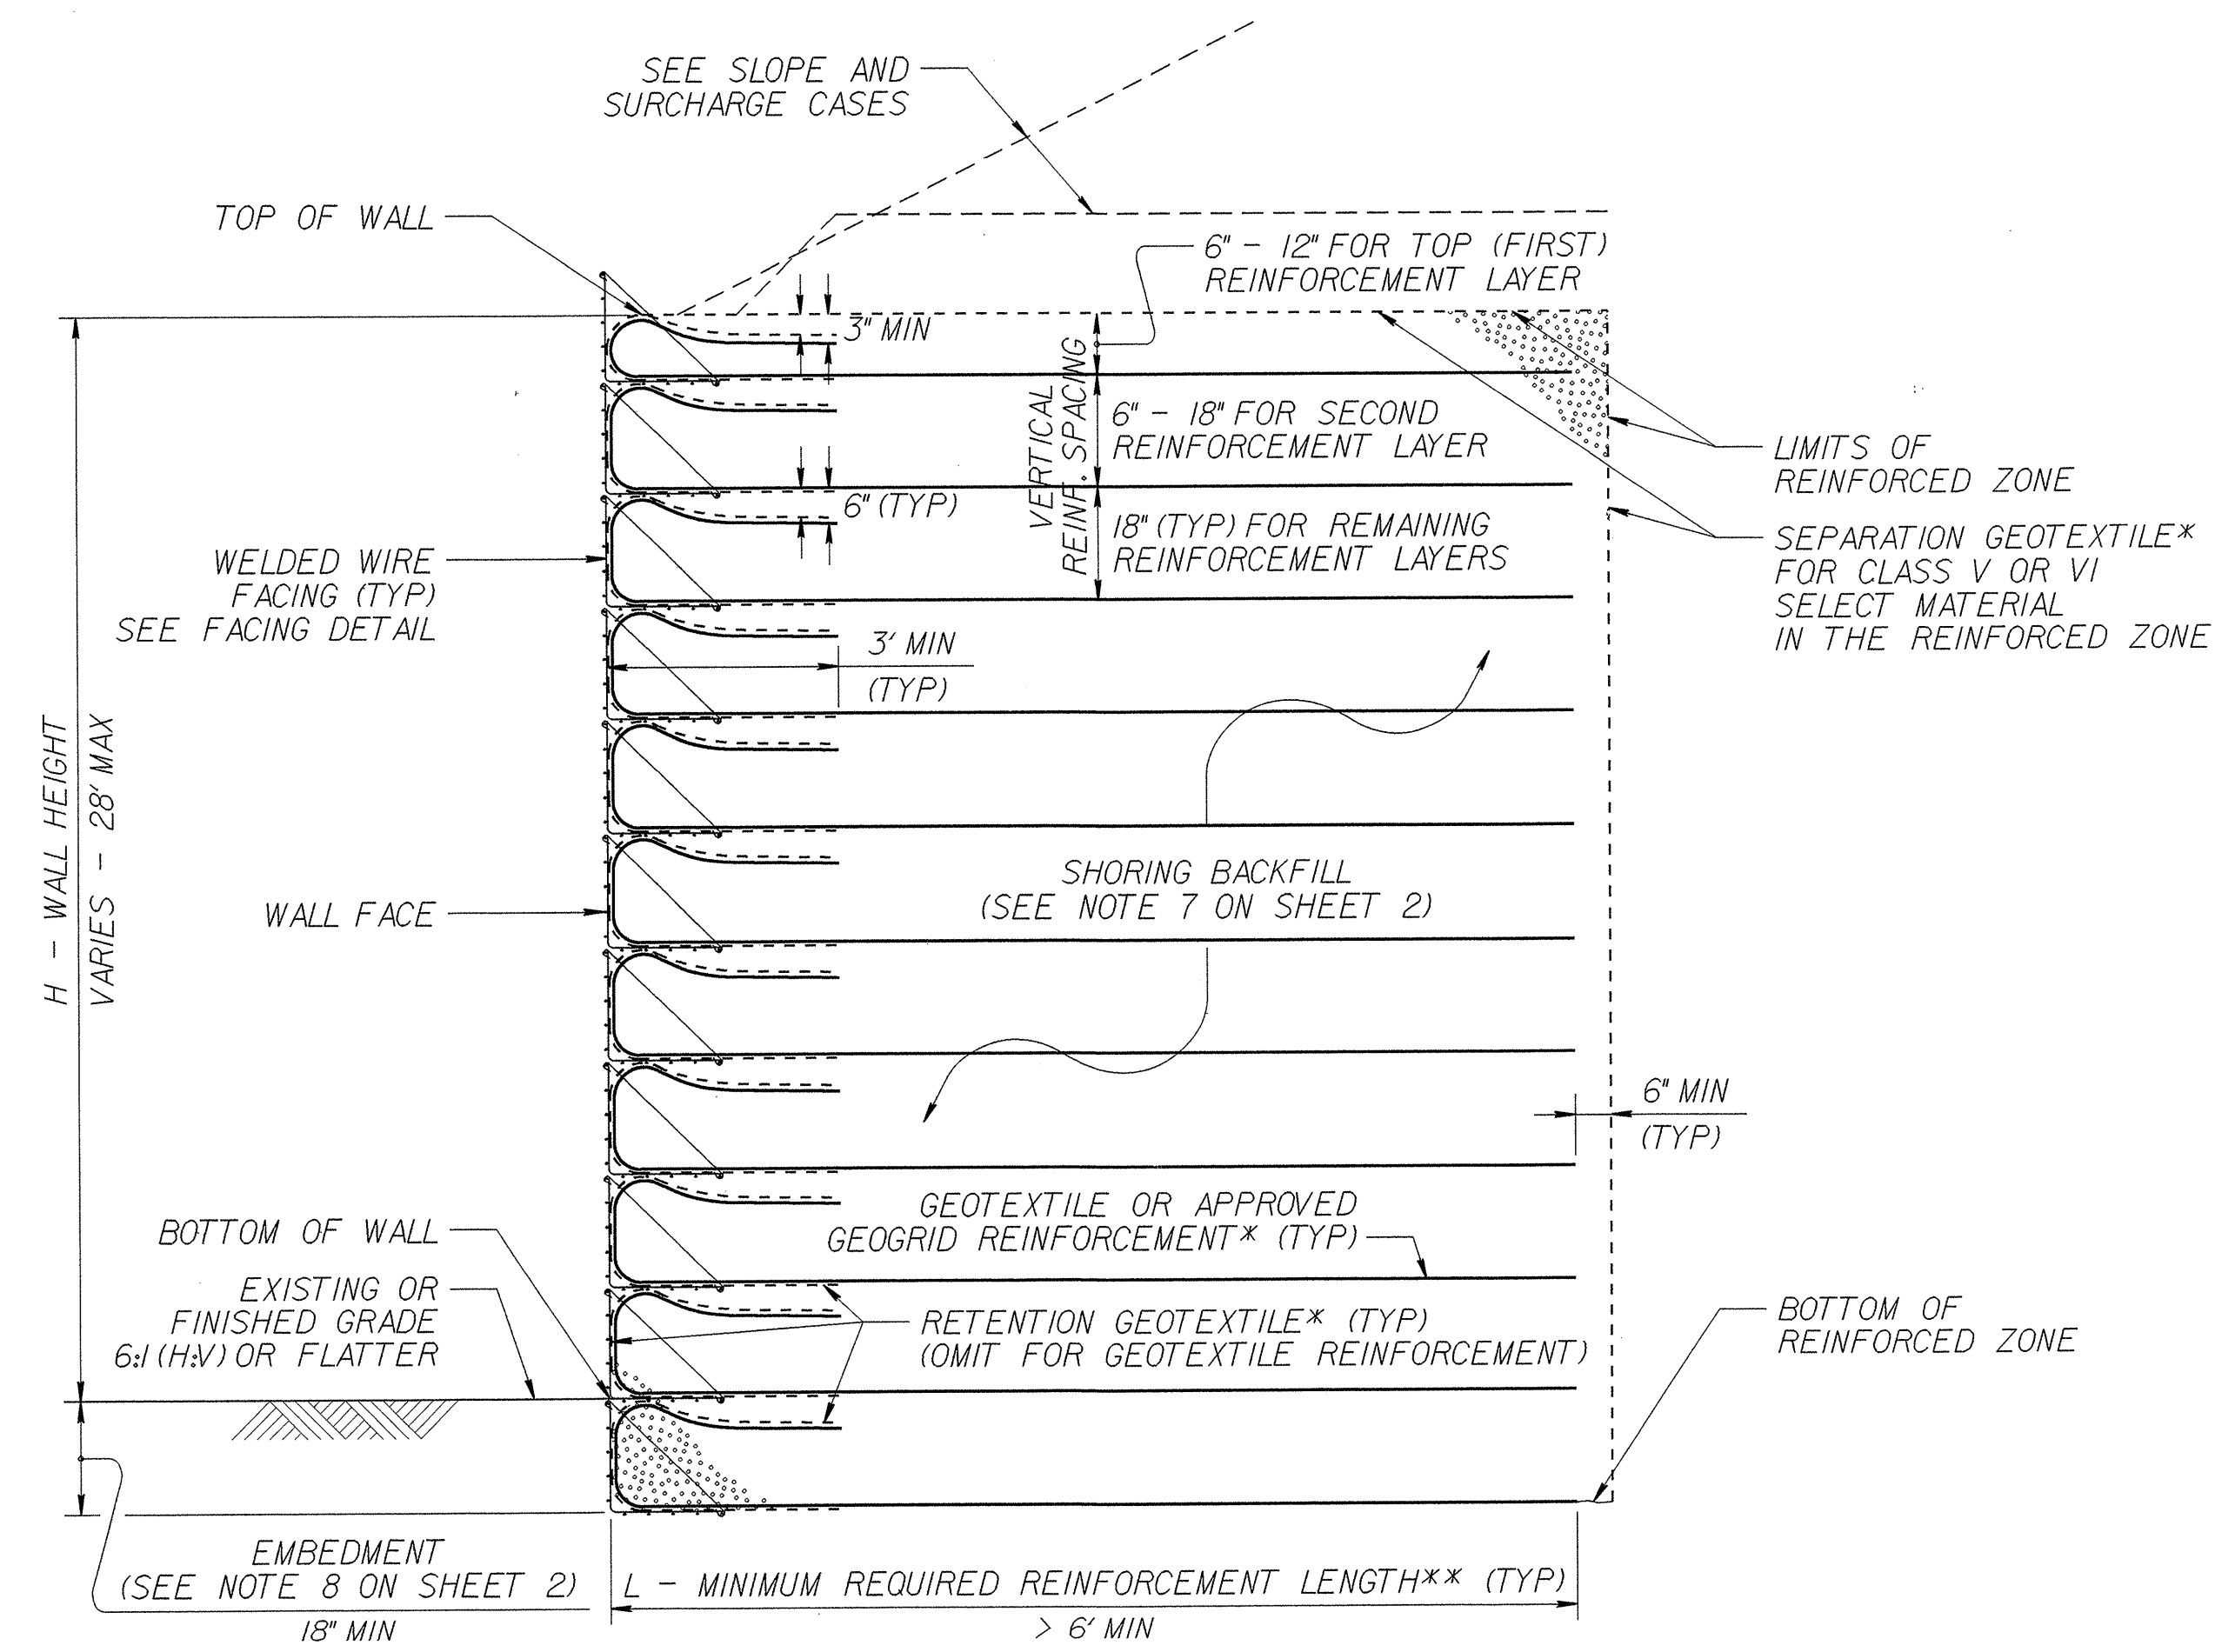 SEE SLOPE AND
SURCHARGE CASES
TOP OF WALL
6" - 12" FOR TOP (FIRST)
REINFORCEMENT LAYER
3" MIN
VERTICAL
REINF. SPACING
6" - 18" FOR SECOND
REINFORCEMENT LAYER
LIMITS OF
REINFORCED ZONE
6" (TYP)
18" (TYP) FOR REMAINING
REINFORCEMENT LAYERS
SEPARATION GEOTEXTILE*
FOR CLASS V OR VI
SELECT MATERIAL
IN THE REINFORCED ZONE
WELDED WIRE
FACING (TYP)
SEE FACING DETAIL
3' MIN
(TYP)
H - WALL HEIGHT
VARIES - 28' MAX
WALL FACE
SHORING BACKFILL
(SEE NOTE 7 ON SHEET 2)
6" MIN
(TYP)
GEOTEXTILE OR APPROVED
GEOGRID REINFORCEMENT* (TYP)
BOTTOM OF WALL
EXISTING OR
FINISHED GRADE
6:1 (H:V) OR FLATTER
RETENTION GEOTEXTILE* (TYP)
(OMIT FOR GEOTEXTILE REINFORCEMENT)
BOTTOM OF
REINFORCED ZONE
EMBEDMENT
(SEE NOTE 8 ON SHEET 2)
18" MIN
L - MINIMUM REQUIRED REINFORCEMENT LENGTH** (TYP)
> 6' MIN